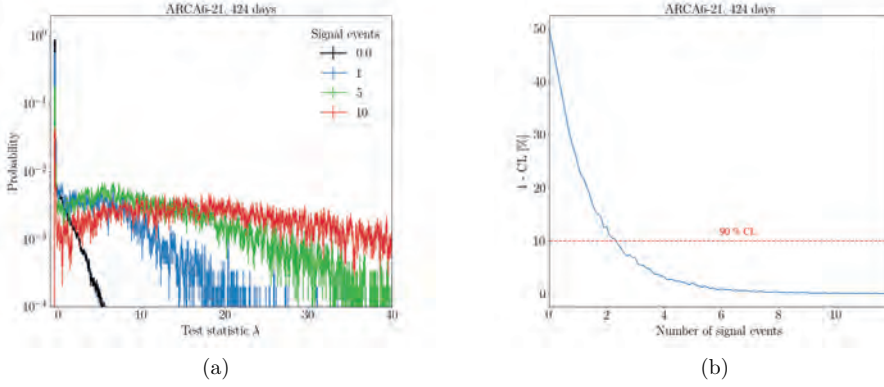 ARCA6-21, 424 days
Signal events
0.0
1
5
10
10⁰
10⁻¹
10⁻²
10⁻³
10⁻⁴
Probability
0 10 20 30 40
Test statistic λ
(a)
ARCA6-21, 424 days
50
40
30
20
10
0
1 - CL [%]
90 % CL
0 2 4 6 8 10
Number of signal events
(b)